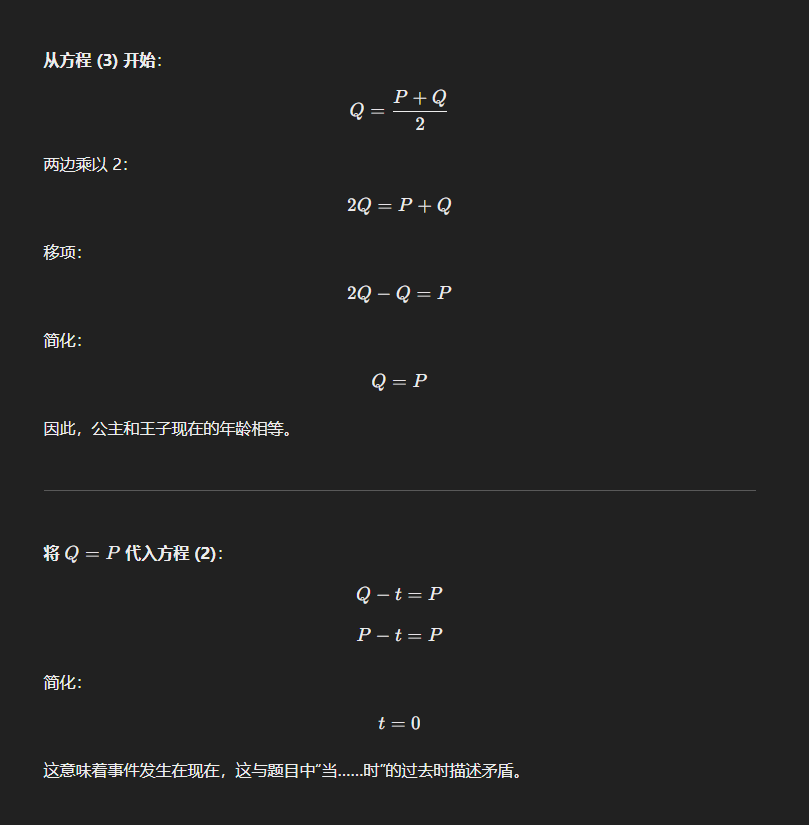 从方程 (3) 开始：
Q = \frac{P + Q}{2}
两边乘以 2：
2Q = P + Q
移项：
2Q − Q = P
简化：
Q = P
因此，公主和王子现在的年龄相等。
将 Q = P 代入方程 (2)：
Q − t = P
P − t = P
简化：
t = 0
这意味着事件发生在现在，这与题目中“当……时”的过去时描述矛盾。